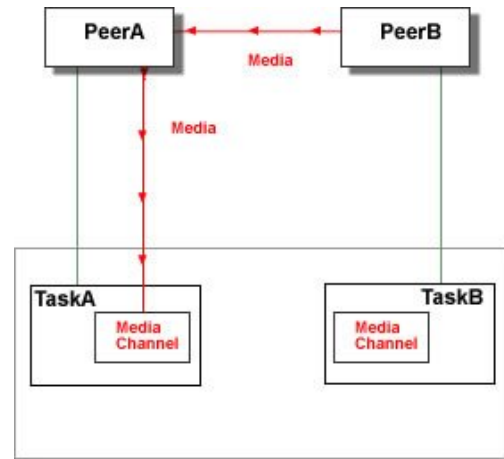 PeerA
PeerB
Media
Media
TaskA
TaskB
Media
Channel
Media
Channel